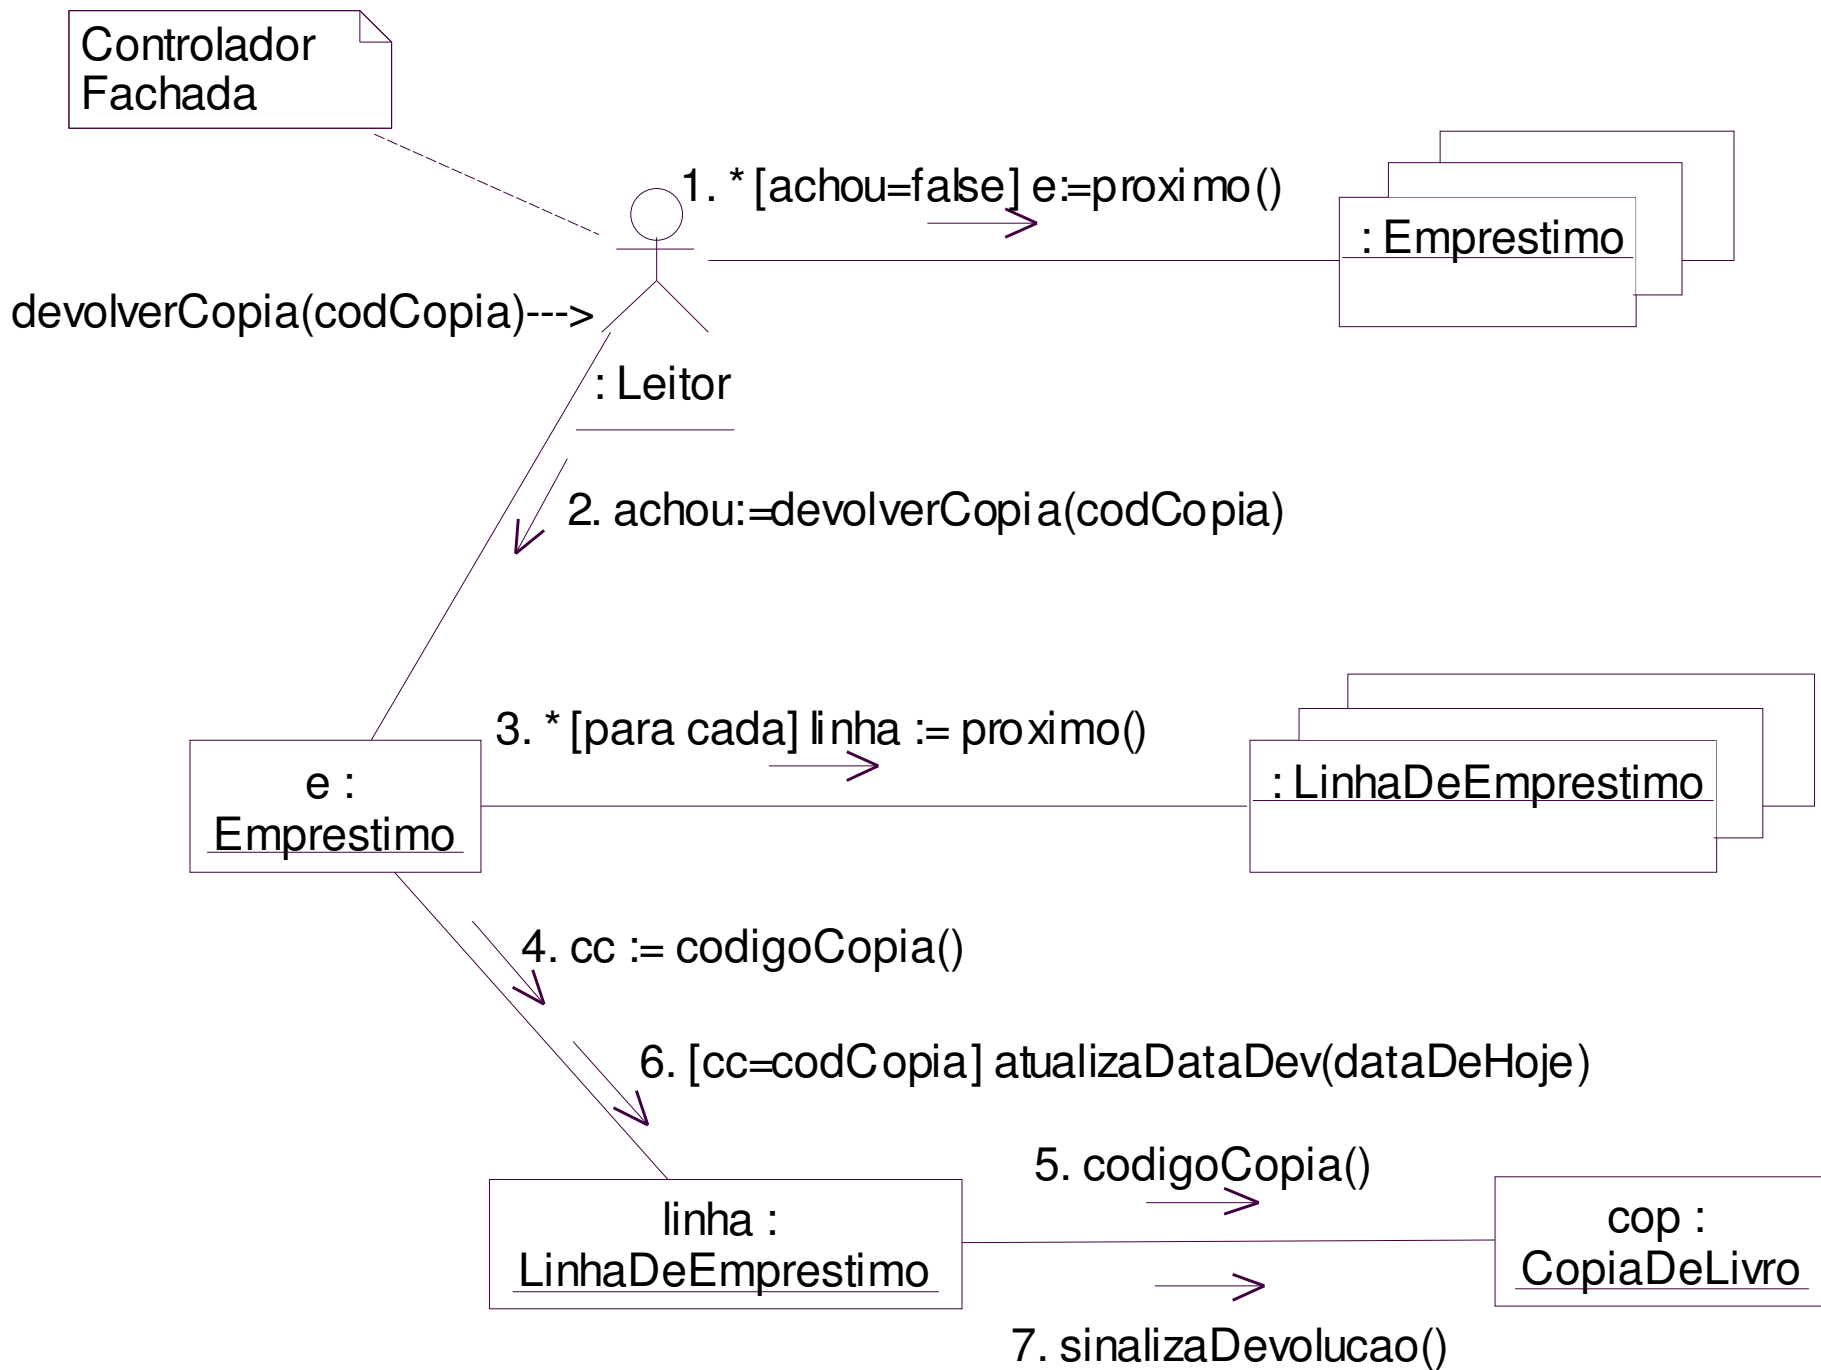 Controlador
Fachada
1. * [achou=false] e:=proximo()
: Emprestimo
devolverCopia(codCopia)--->
: Leitor
2. achou:=devolverCopia(codCopia)
3. * [para cada] linha := proximo()
e :
Emprestimo
: LinhaDeEmprestimo
4. cc := codigoCopia()
6. [cc=codCopia] atualizaDataDev(dataDeHoje)
5. codigoCopia()
linha :
LinhaDeEmprestimo
cop :
CopiaDeLivro
7. sinalizaDevolucao()